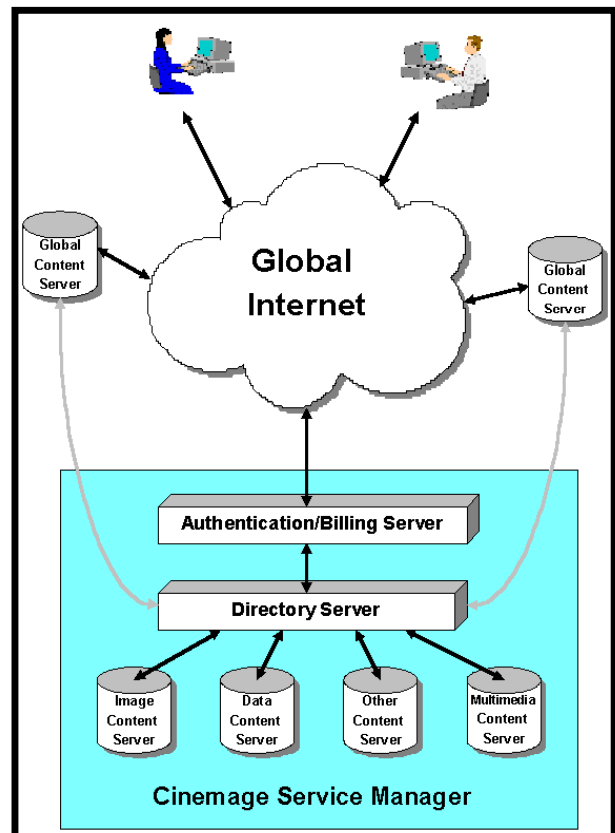 Global
Content
Server
Global
Internet
Global
Content
Server
Authentication/Billing Server
Directory Server
Image
Content
Server
Data
Content
Server
Other
Content
Server
Multimedia
Content
Server
Cinemage Service Manager